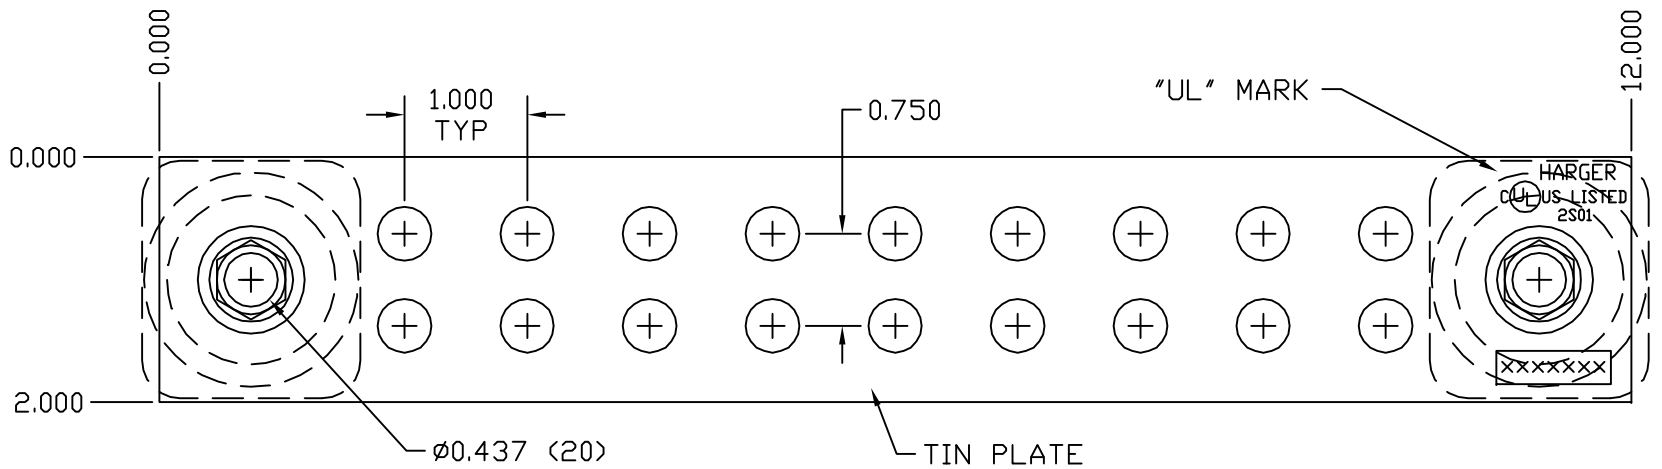 0.000
12.000
1.000
TYP
0.750
"UL" MARK
0.000
HARGER
CULUS LISTED
2S01
XXXXXXX
2.000
Ø0.437 (20)
TIN PLATE